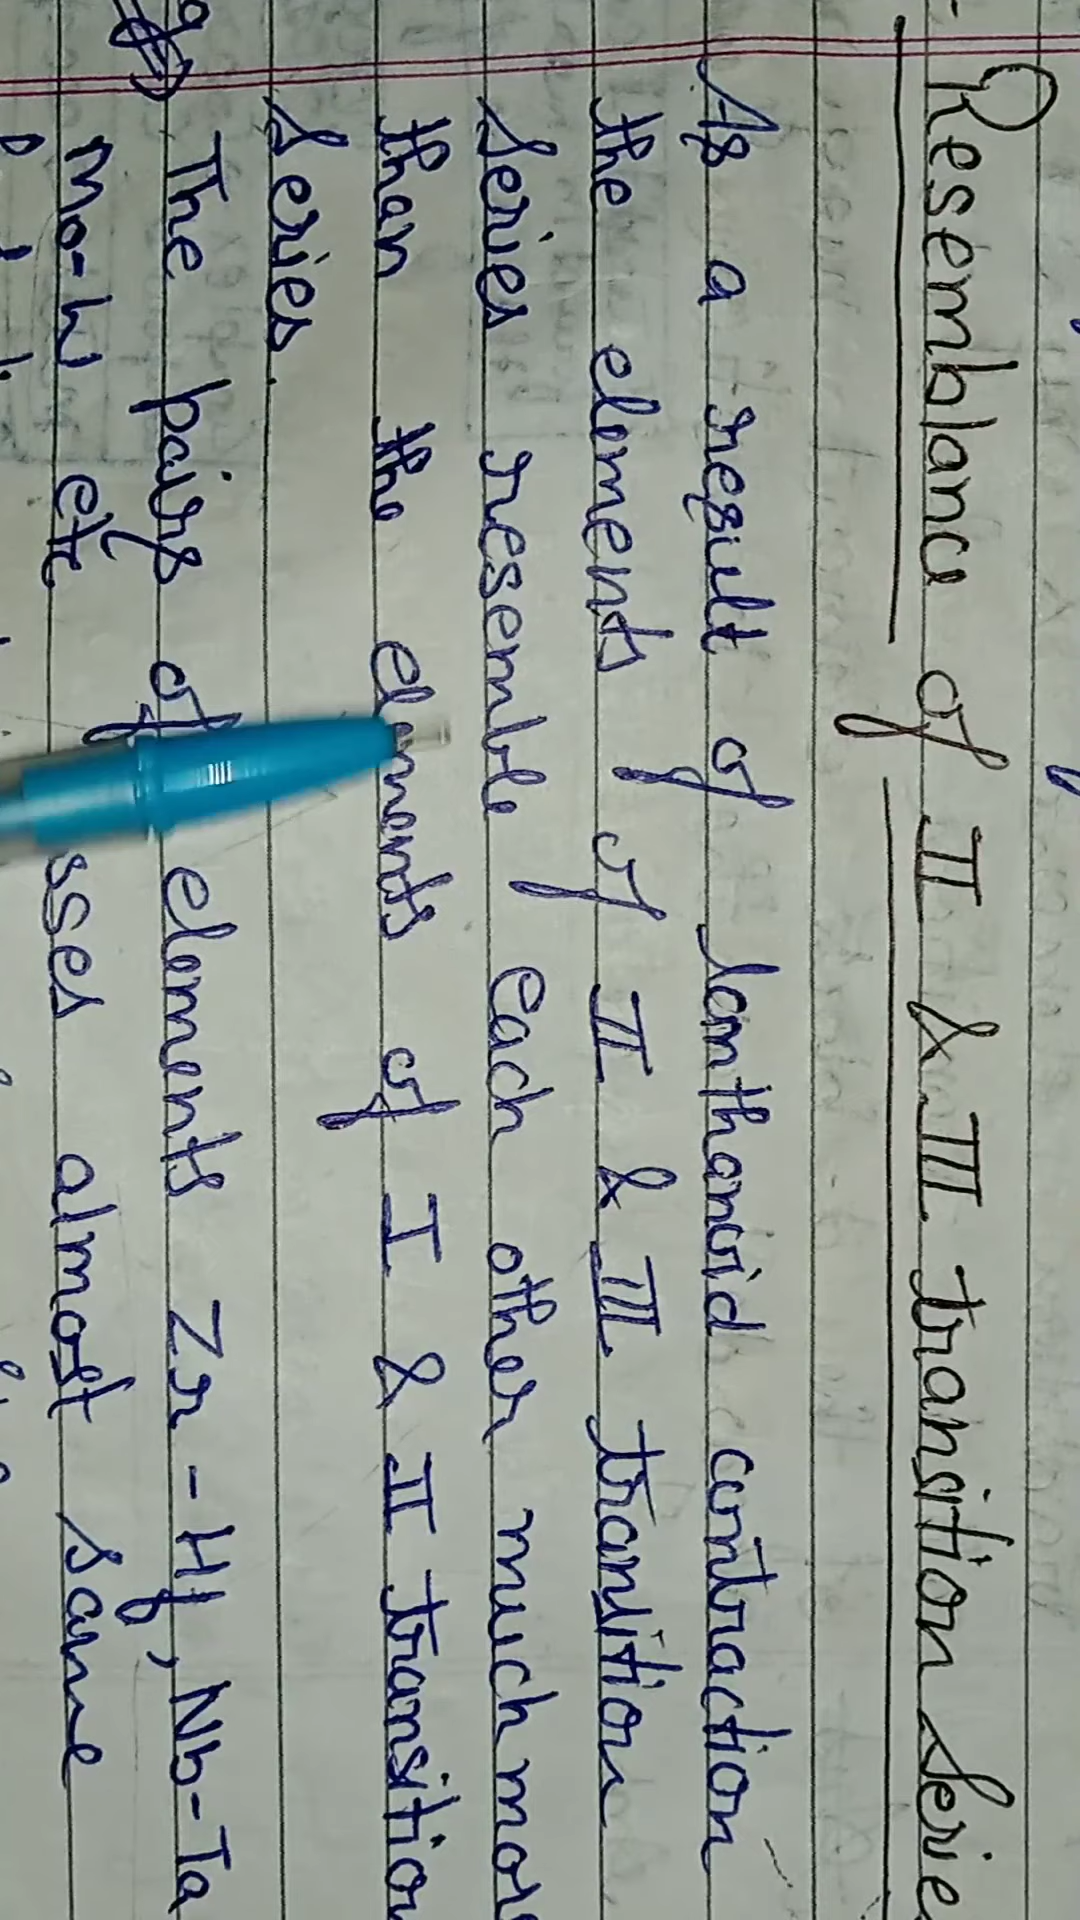 Resemblance of II & III transition Serie
As a result of lanthanoid contraction
the elements of II & III transition
Series resemble each other much more
than the elements of I & II transition
Series.
The pairs of elements Zr - Hf, Nb-Ta
Mo-W etc almost same